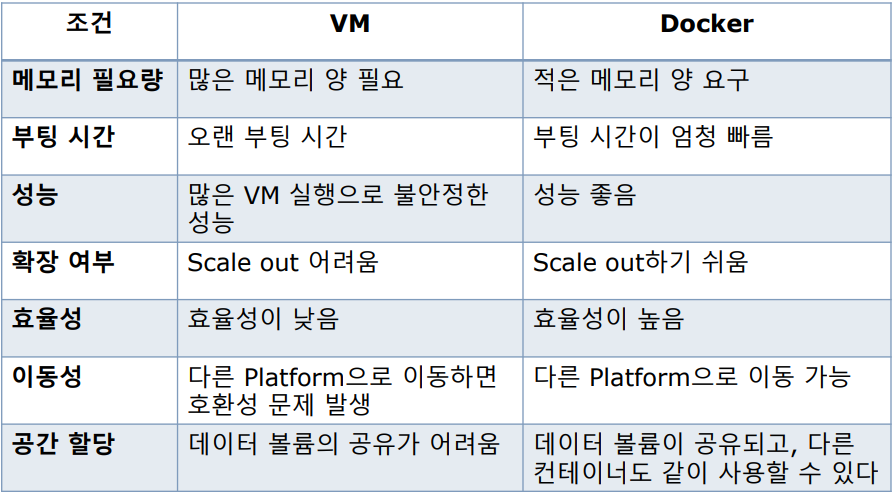 조건 VM Docker
메모리 필요량 많은 메모리 양 필요 적은 메모리 양 요구
부팅 시간 오랜 부팅 시간 부팅 시간이 엄청 빠름
성능 많은 VM 실행으로 불안정한 성능 좋음
성능
확장 여부 Scale out 어려움 Scale out하기 쉬움
효율성 효율성이 낮음 효율성이 높음
이동성 다른 Platform으로 이동하면 다른 Platform으로 이동 가능
호환성 문제 발생
공간 할당 데이터 볼륨의 공유가 어려움 데이터 볼륨이 공유되고, 다른
컨테이너도 같이 사용할 수 있다